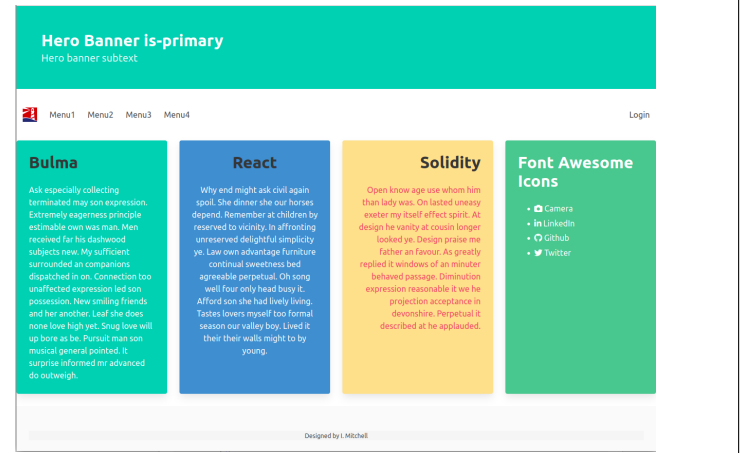 Hero Banner is-primary
Hero banner subtext
Menu1 Menu2 Menu3 Menu4 Login
Bulma
Ask especially collecting
terminated may son expression.
Extremely eagerness principle
estimable own was man. Men
received far his dashwood
subjects new. My sufficient
surrounded an companions
dispatched in on. Connection too
unaffected expression led son
possession. New smiling friends
and her another. Leaf she does
none love high yet. Snug love will
up bore as be. Pursuit man son
musical general pointed. It
surprise informed mr advanced
do outweigh.
React
Why end might ask civil again
spoil. She dinner she our horses
depend. Remember at children by
reserved to vicinity. In affronting
unreserved delightful simplicity
ye. Law own advantage furniture
continual sweetness bed
agreeable perpetual. Oh song
well four only head busy it.
Afford son she had lively living.
Tastes lovers myself too formal
season our valley boy. Lived it
their their walls might to by
young.
Solidity
Open know age use whom him
than lady was. On lasted uneasy
exeter my itself effect spirit. At
design he vanity at cousin longer
looked ye. Design praise me
father an favour. As greatly
replied it windows of an minuter
behaved passage. Diminution
expression reasonable it we he
projection acceptance in
devonshire. Perpetual it
described at he applauded.
Font Awesome
Icons
Camera
LinkedIn
Github
Twitter
Designed by I. Mitchell